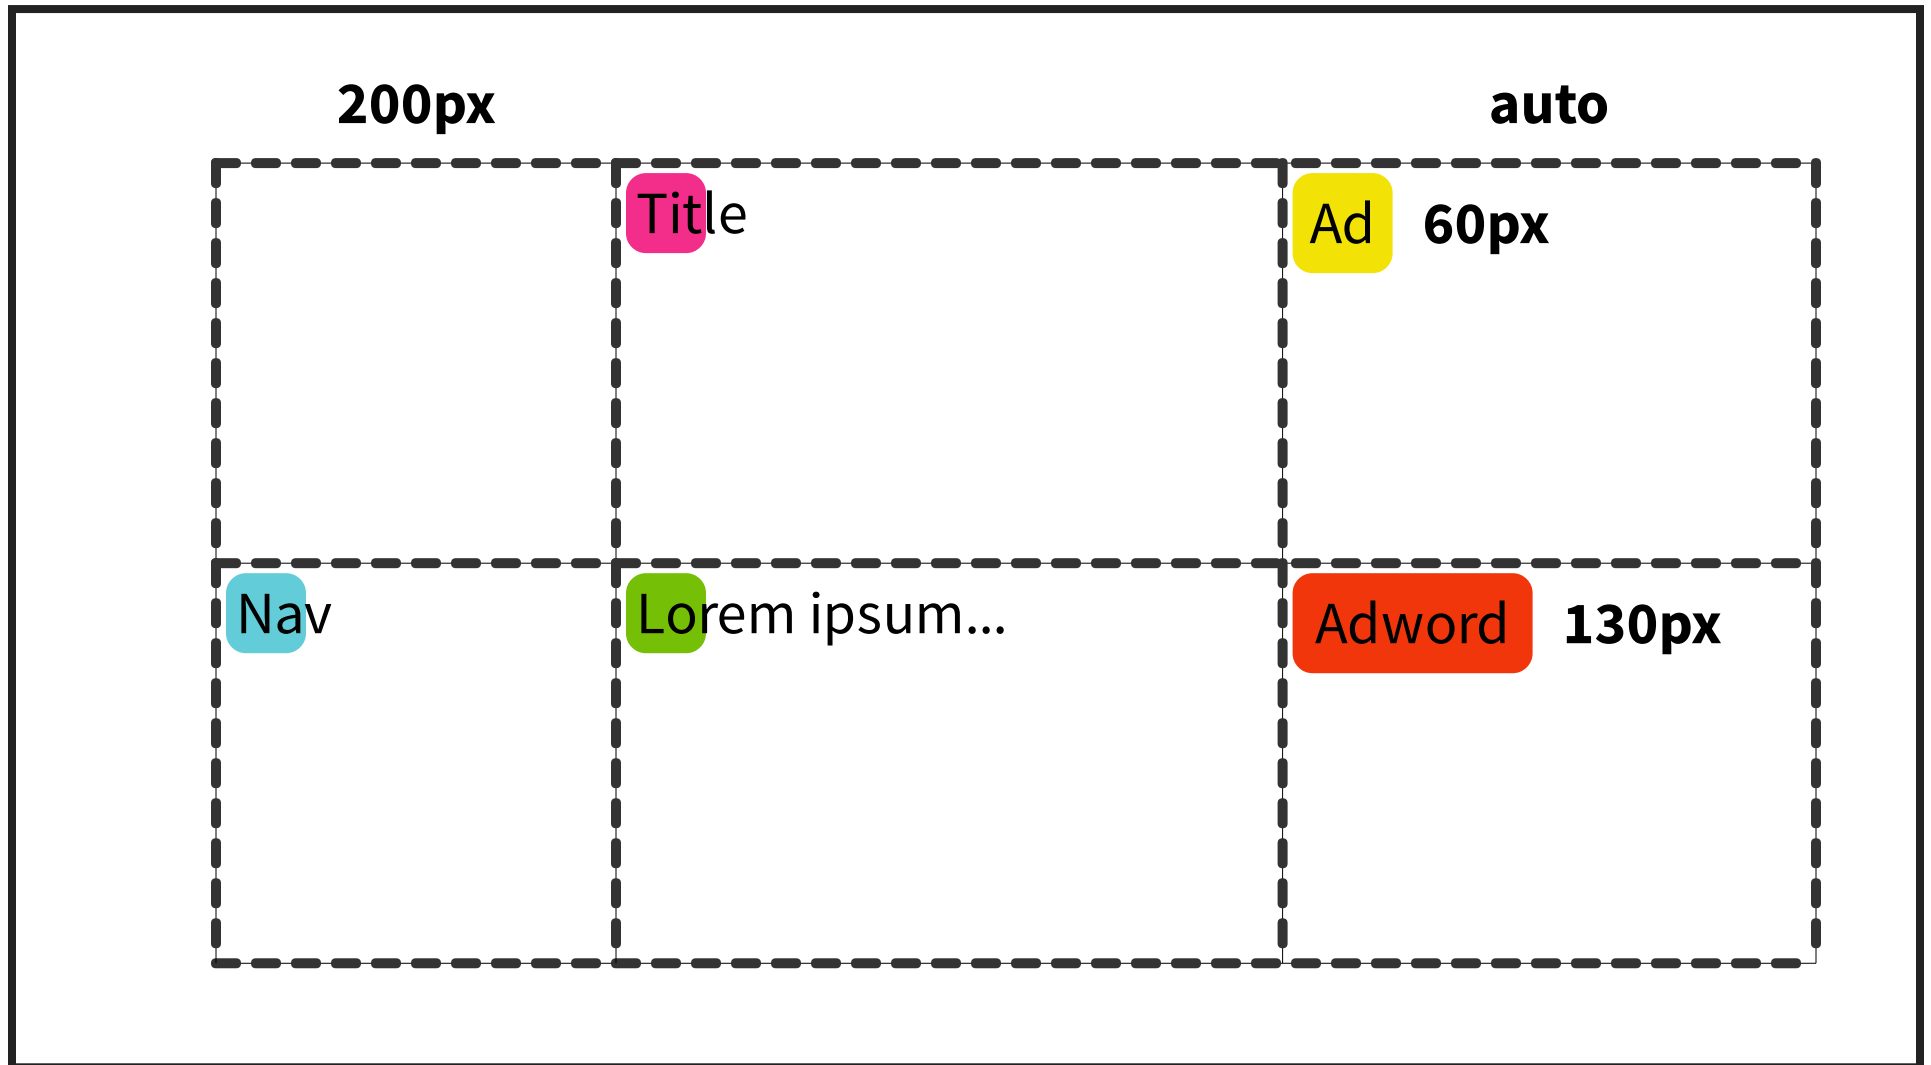 200px
auto
Title
Ad
60px
Nav
Lorem ipsum...
Adword
130px